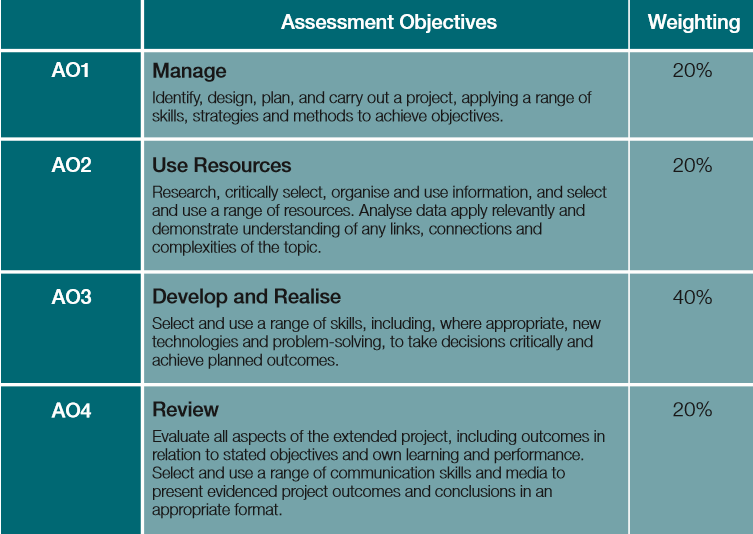 Assessment Objectives Weighting
AO1 Manage 20%
Identify, design, plan, and carry out a project, applying a range of
skills, strategies and methods to achieve objectives.
AO2 Use Resources 20%
Research, critically select, organise and use information, and select
and use a range of resources. Analyse data apply relevantly and
demonstrate understanding of any links, connections and
complexities of the topic.
AO3 Develop and Realise 40%
Select and use a range of skills, including, where appropriate, new
technologies and problem-solving, to take decisions critically and
achieve planned outcomes.
AO4 Review 20%
Evaluate all aspects of the extended project, including outcomes in
relation to stated objectives and own learning and performance.
Select and use a range of communication skills and media to
present evidenced project outcomes and conclusions in an
appropriate format.